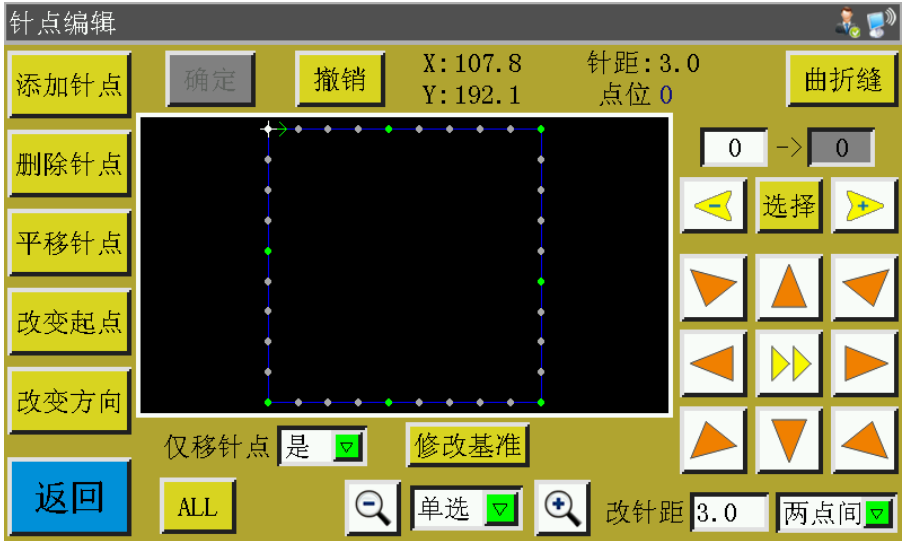 针点编辑
添加针点
确定
撤销
X:107.8
Y:192.1
针距:3.0
点位 0
曲折缝
删除针点
0 -> 0
平移针点
- 选择 +
改变起点
改变方向
仅移针点 是
修改基准
返回
ALL
单选
改针距 3.0 两点间